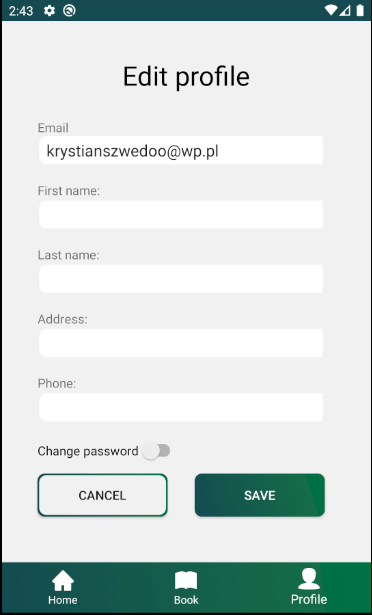 2:43
Edit profile
Email
krystianszwedoo@wp.pl
First name:
Last name:
Address:
Phone:
Change password
CANCEL SAVE
Home Book Profile